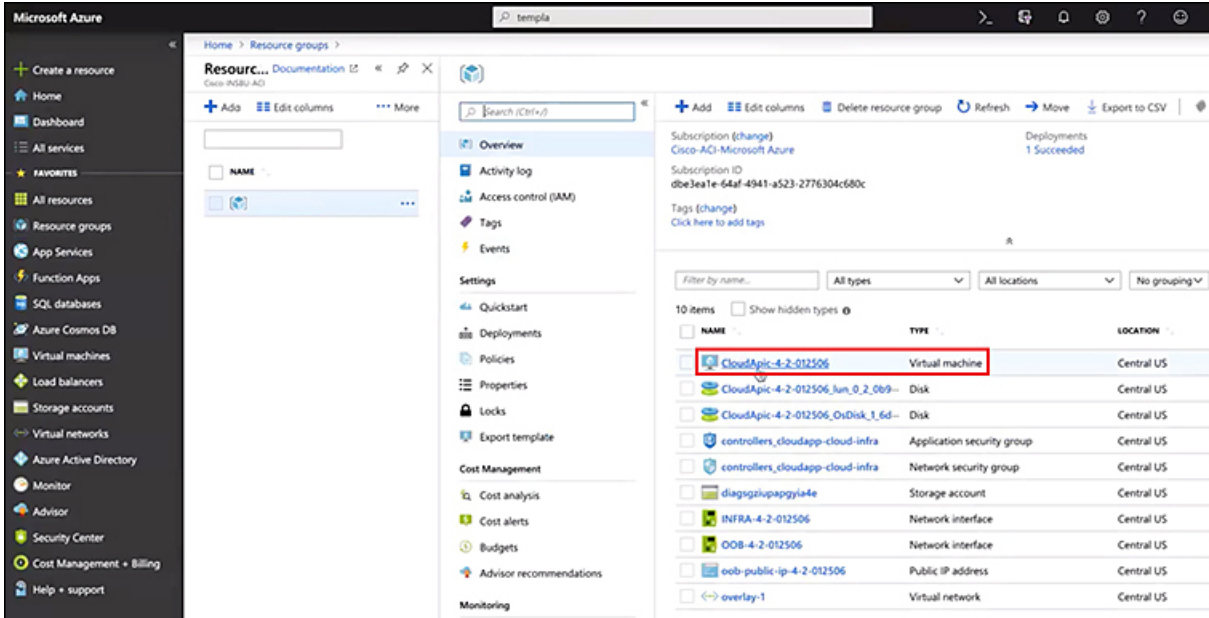 Microsoft Azure
templa
Create a resource
Home
Dashboard
All services
FAVORITES
All resources
Resource groups
App Services
Function Apps
SQL databases
Azure Cosmos DB
Virtual machines
Load balancers
Storage accounts
Virtual networks
Azure Active Directory
Monitor
Advisor
Security Center
Cost Management + Billing
Help + support
Home > Resource groups >
Resourc... Documentation
Cisco-INSBU-ACI
Add Edit columns ··· More
NAME
Search (Ctrl+/)
Overview
Activity log
Access control (IAM)
Tags
Events
Settings
Quickstart
Deployments
Policies
Properties
Locks
Export template
Cost Management
Cost analysis
Cost alerts
Budgets
Advisor recommendations
Monitoring
Add Edit columns Delete resource group Refresh Move Export to CSV
Subscription (change) Deployments
Cisco-ACI-Microsoft Azure 1 Succeeded
Subscription ID
dbe3ea1e-64af-4941-a523-2776304c680c
Tags (change)
Click here to add tags
Filter by name... All types All locations No grouping
10 items Show hidden types
NAME TYPE LOCATION
CloudApic-4-2-012506 Virtual machine Central US
CloudApic-4-2-012506_lun_0_2_0b9··· Disk Central US
CloudApic-4-2-012506_OsDisk_1_6d··· Disk Central US
controllers_cloudapp-cloud-infra Application security group Central US
controllers_cloudapp-cloud-infra Network security group Central US
diagsgziupapgyia4e Storage account Central US
INFRA-4-2-012506 Network interface Central US
OOB-4-2-012506 Network interface Central US
oob-public-ip-4-2-012506 Public IP address Central US
overlay-1 Virtual network Central US